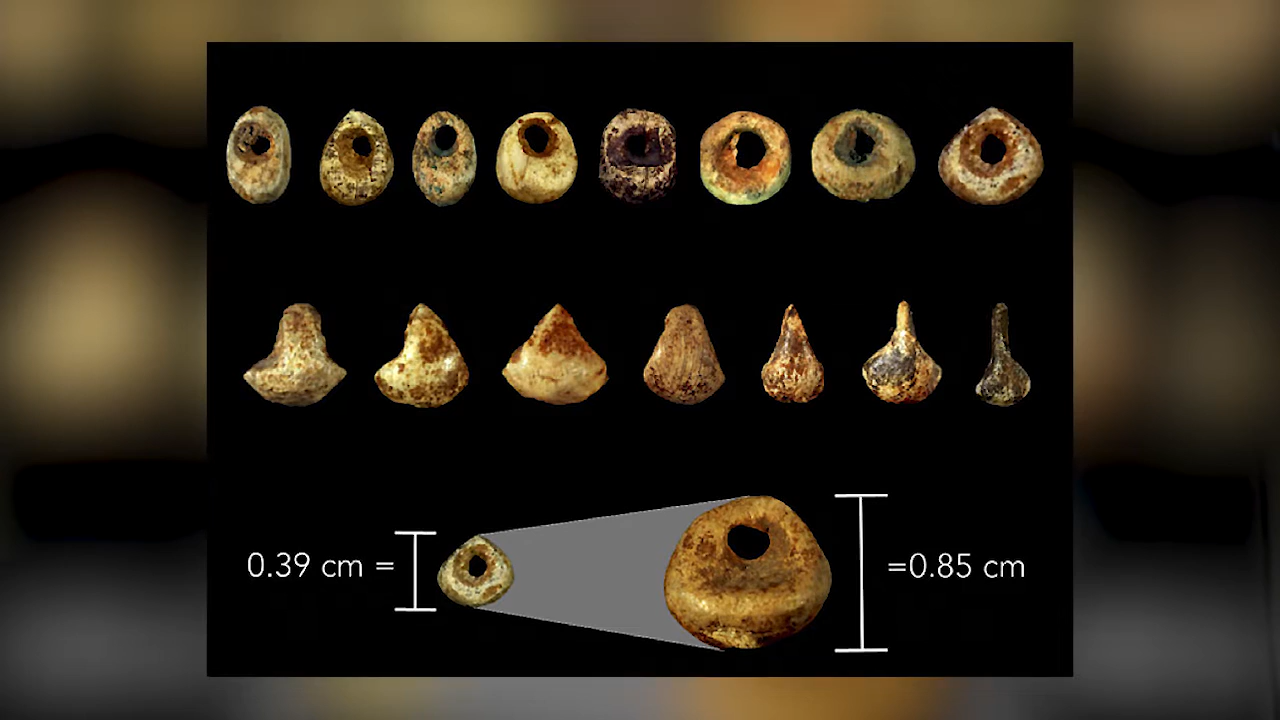 0.39 cm =
=0.85 cm